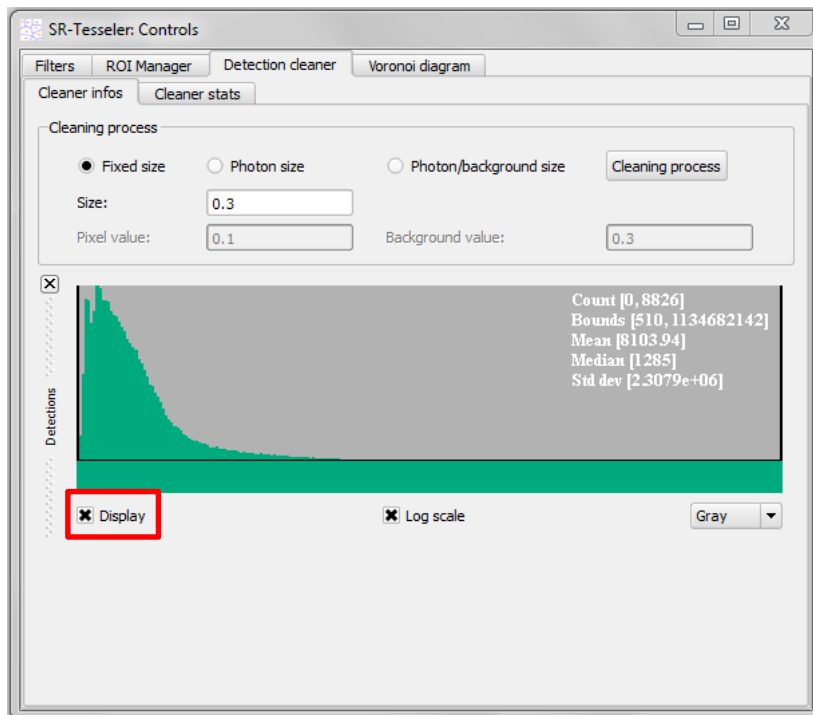 SR-Tesseler: Controls
Filters ROI Manager Detection cleaner Voronoi diagram
Cleaner infos Cleaner stats
Cleaning process
Fixed size Photon size Photon/background size Cleaning process
Size: 0.3
Pixel value: 0.1 Background value: 0.3
Count [0, 8826]
Bounds [510, 1134682142]
Mean [8103.94]
Median [1285]
Std dev [2.3079e+06]
Detections
Display Log scale Gray